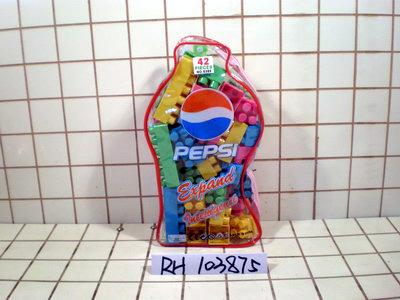 42
PIECES
PEPSI
Expand
RH 103875